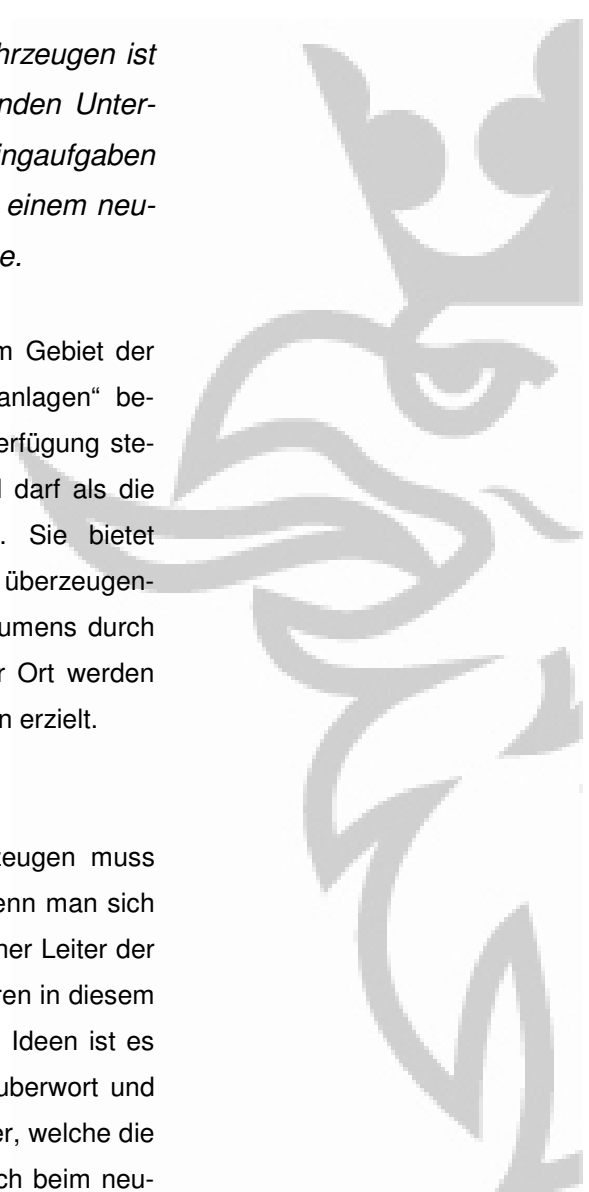 hrzeugen ist
nden Unter-
ingaufgaben
einem neu-
e.
m Gebiet der
anlagen“ be-
erfügung ste-
l darf als die
. Sie bietet
überzeugen-
umens durch
r Ort werden
n erzielt.
zeugen muss
enn man sich
her Leiter der
ren in diesem
Ideen ist es
uberwort und
er, welche die
ch beim neu-